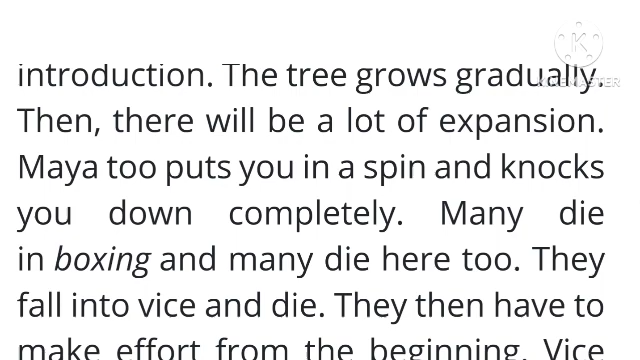 introduction. The tree grows gradually.
Then, there will be a lot of expansion.
Maya too puts you in a spin and knocks
you down completely. Many die
in boxing and many die here too. They
fall into vice and die. They then have to
make effort from the beginning. Vice
KINEMASTER